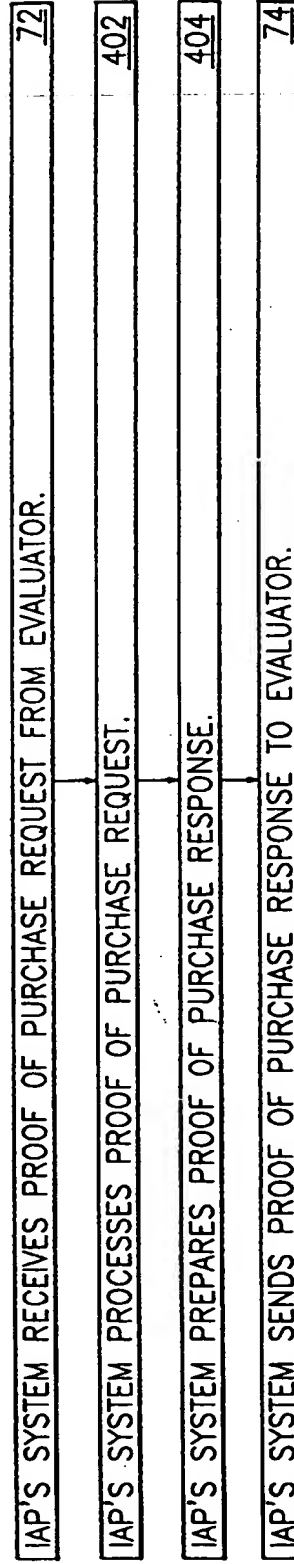 IAP'S SYSTEM RECEIVES PROOF OF PURCHASE REQUEST FROM EVALUATOR. 72
IAP'S SYSTEM PROCESSES PROOF OF PURCHASE REQUEST. 402
IAP'S SYSTEM PREPARES PROOF OF PURCHASE RESPONSE. 404
IAP'S SYSTEM SENDS PROOF OF PURCHASE RESPONSE TO EVALUATOR. 74